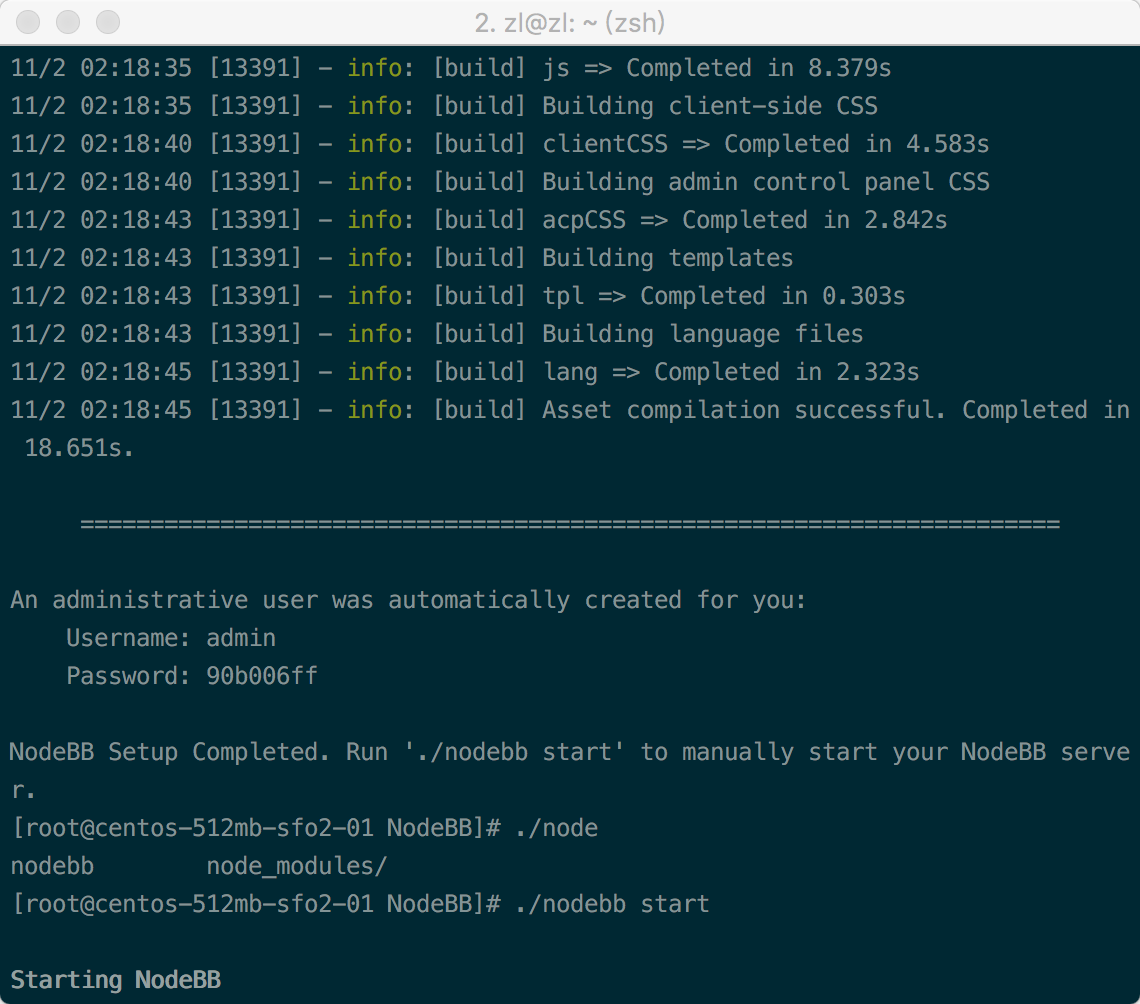 2. zl@zl: ~ (zsh)
11/2 02:18:35 [13391] - info: [build] js => Completed in 8.379s
11/2 02:18:35 [13391] - info: [build] Building client-side CSS
11/2 02:18:40 [13391] - info: [build] clientCSS => Completed in 4.583s
11/2 02:18:40 [13391] - info: [build] Building admin control panel CSS
11/2 02:18:43 [13391] - info: [build] acpCSS => Completed in 2.842s
11/2 02:18:43 [13391] - info: [build] Building templates
11/2 02:18:43 [13391] - info: [build] tpl => Completed in 0.303s
11/2 02:18:43 [13391] - info: [build] Building language files
11/2 02:18:45 [13391] - info: [build] lang => Completed in 2.323s
11/2 02:18:45 [13391] - info: [build] Asset compilation successful. Completed in
18.651s.
======================================================================
An administrative user was automatically created for you:
Username: admin
Password: 90b006ff
NodeBB Setup Completed. Run './nodebb start' to manually start your NodeBB serve
r.
[root@centos-512mb-sfo2-01 NodeBB]# ./node
nodebb node_modules/
[root@centos-512mb-sfo2-01 NodeBB]# ./nodebb start
Starting NodeBB